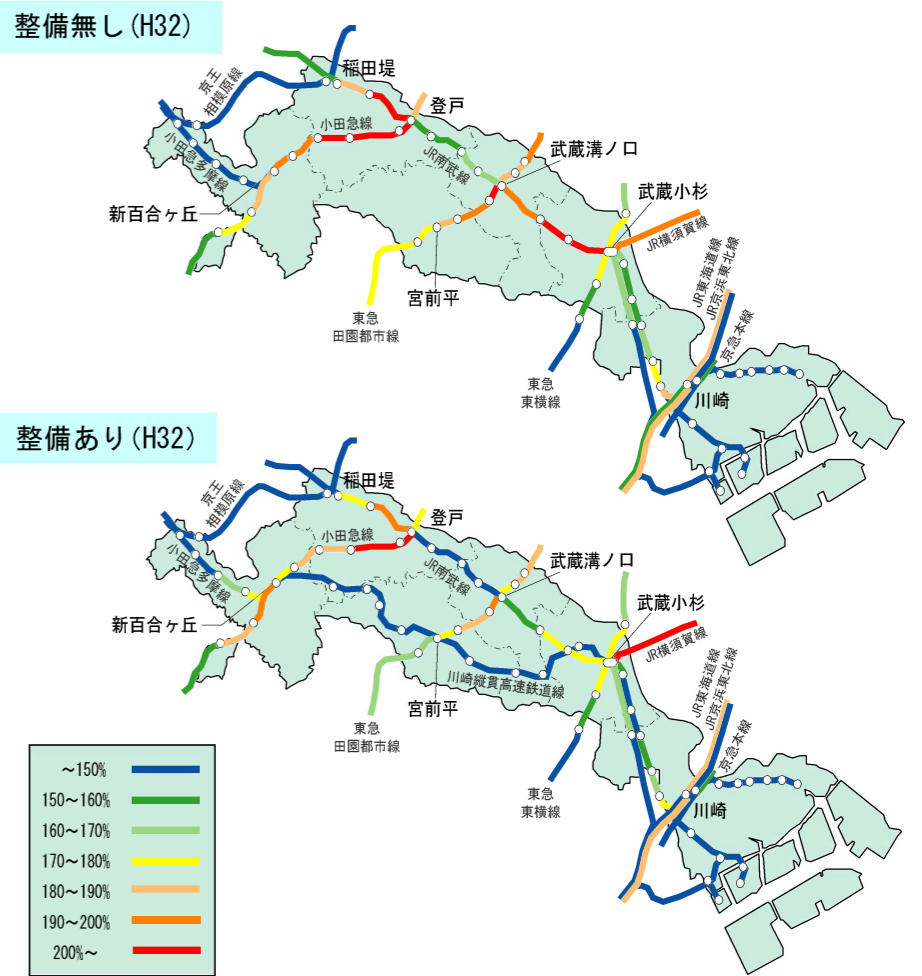 整備無し(H32)
稲田堤
京王
相模原線
登戸
小田急線
武蔵溝ノ口
小田急多摩線
JR南武線
武蔵小杉
新百合ヶ丘
JR横須賀線
宮前平
JR東海道線
JR京浜東北線
東急
田園都市線
京急本線
東急
東横線
川崎
整備あり(H32)
稲田堤
京王
相模原線
登戸
小田急線
武蔵溝ノ口
小田急多摩線
JR南武線
武蔵小杉
新百合ヶ丘
JR横須賀線
川崎縦貫高速鉄道線
宮前平
JR東海道線
JR京浜東北線
東急
田園都市線
京急本線
東急
東横線
川崎
～150%
150～160%
160～170%
170～180%
180～190%
190～200%
200%～